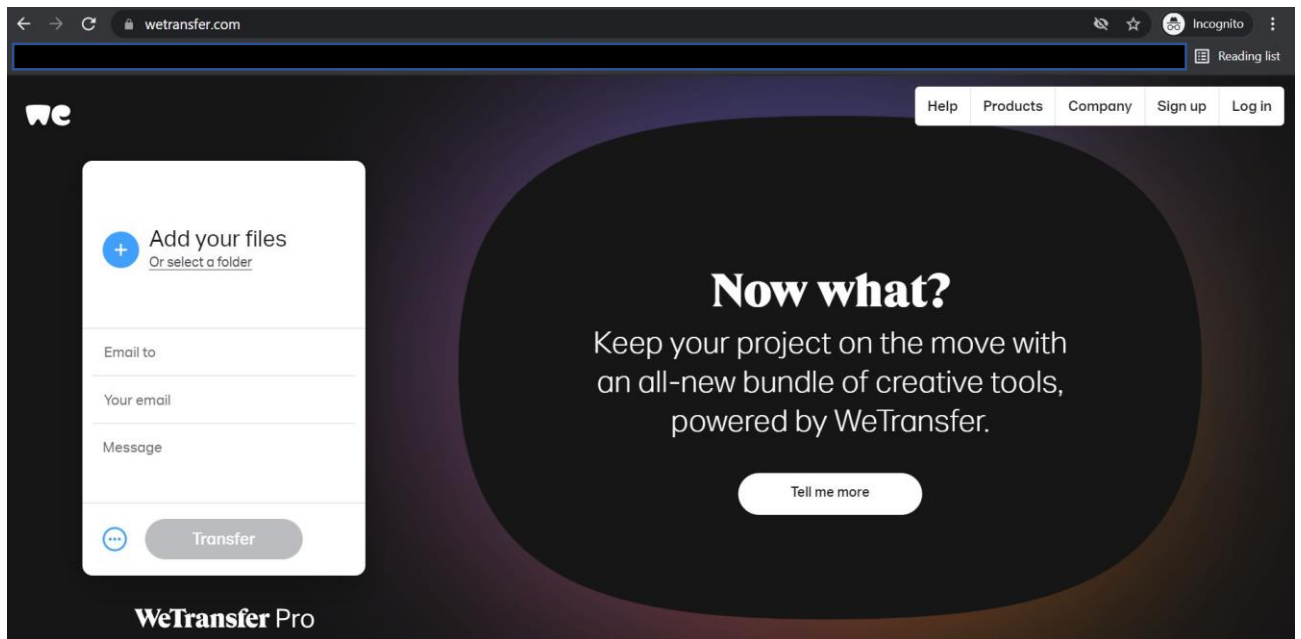 wetransfer.com
Incognito
Reading list
we
Help Products Company Sign up Log in
Add your files
Or select a folder
Email to
Your email
Message
Transfer
WeTransfer Pro
Now what?
Keep your project on the move with
an all-new bundle of creative tools,
powered by WeTransfer.
Tell me more